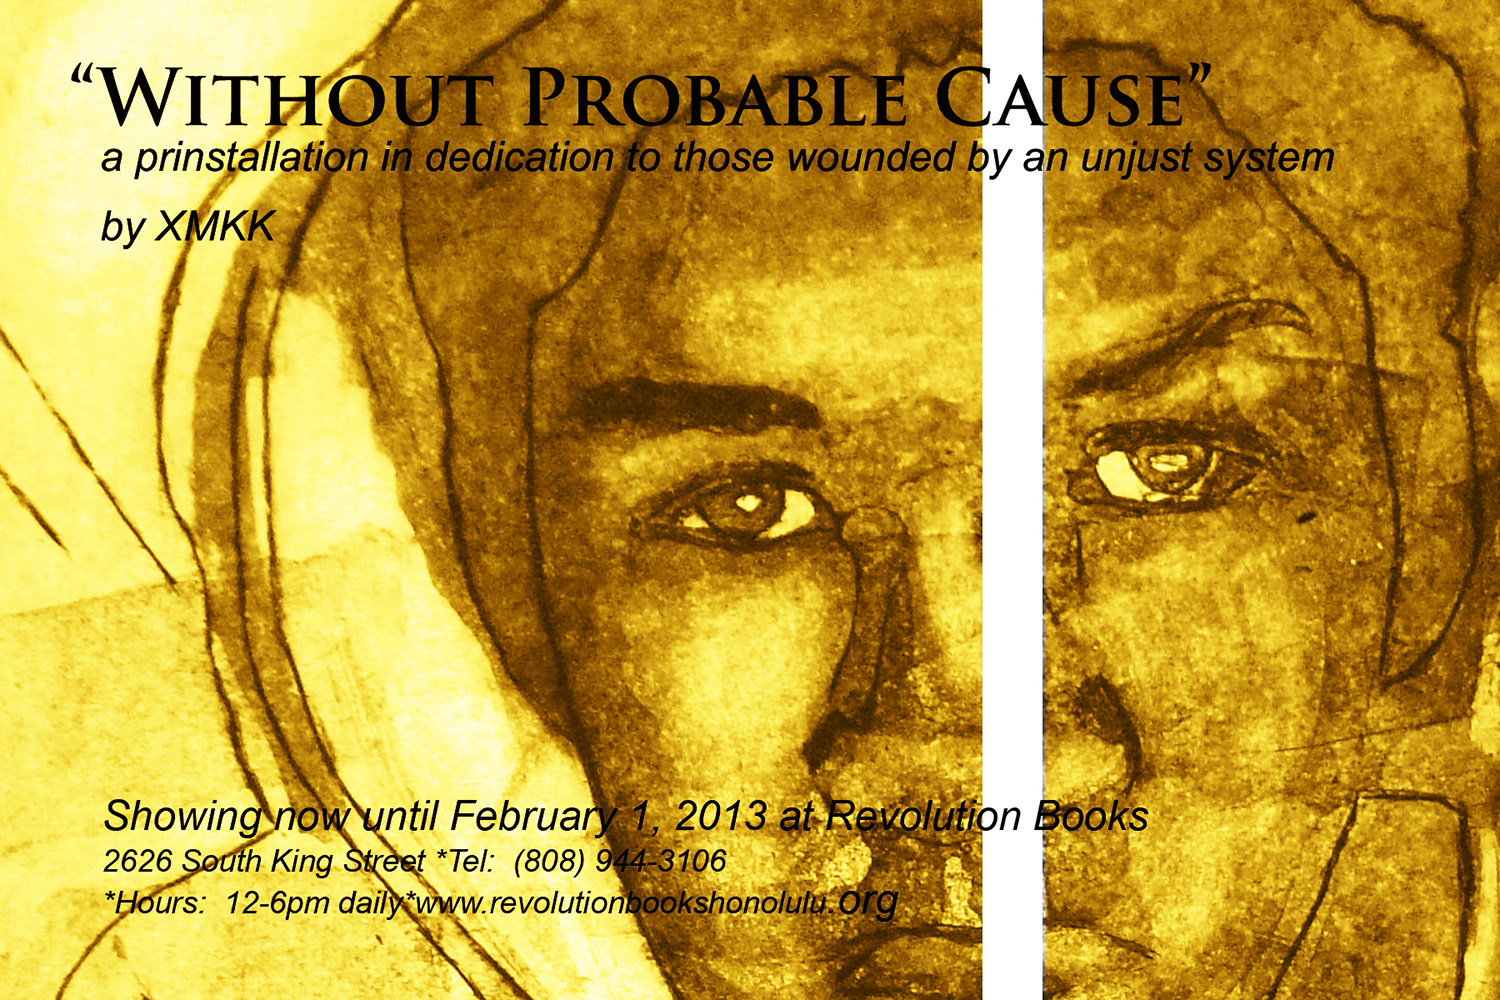 “Without Probable Cause”
a prinstallation in dedication to those wounded by an unjust system
by XMKK
Showing now until February 1, 2013 at Revolution Books
2626 South King Street *Tel:  (808) 944-3106
*Hours:  12-6pm daily*www.revolutionbookshonolulu.org